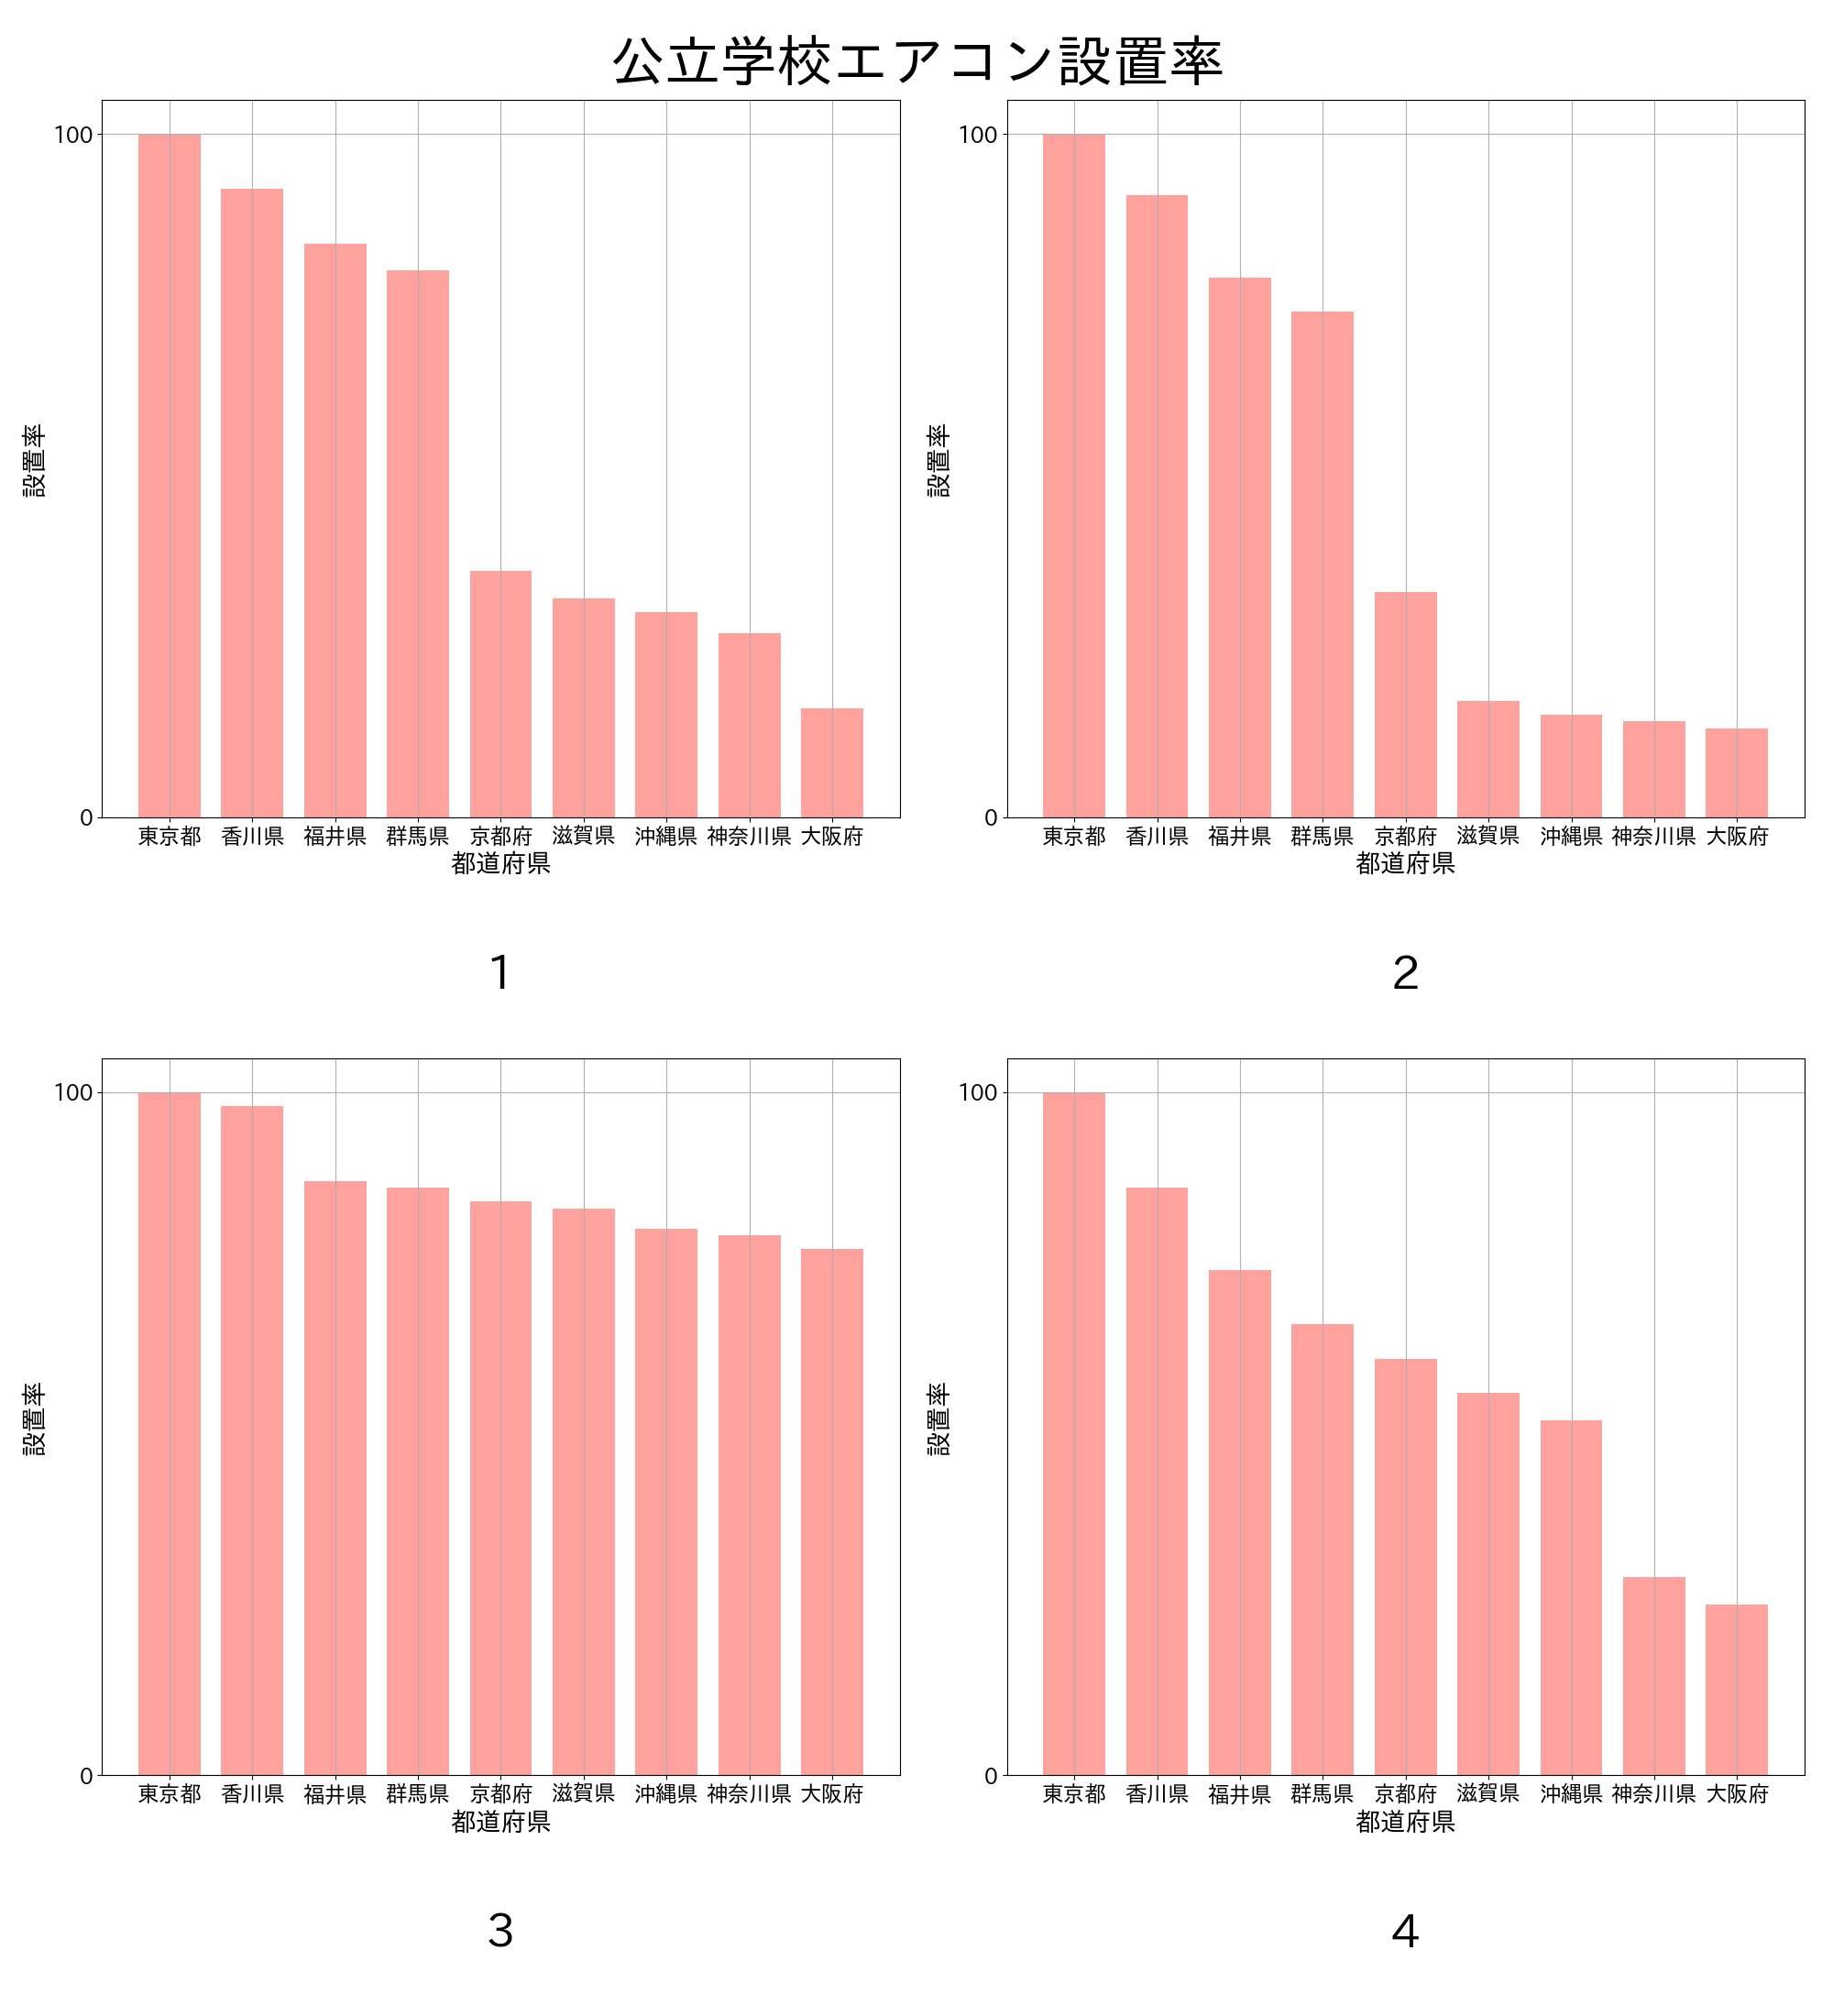 公立学校エアコン設置率
100
設置率
0
東京都 香川県 福井県 群馬県 京都府 滋賀県 沖縄県 神奈川県 大阪府
都道府県
1
100
設置率
0
東京都 香川県 福井県 群馬県 京都府 滋賀県 沖縄県 神奈川県 大阪府
都道府県
2
100
設置率
0
東京都 香川県 福井県 群馬県 京都府 滋賀県 沖縄県 神奈川県 大阪府
都道府県
3
100
設置率
0
東京都 香川県 福井県 群馬県 京都府 滋賀県 沖縄県 神奈川県 大阪府
都道府県
4